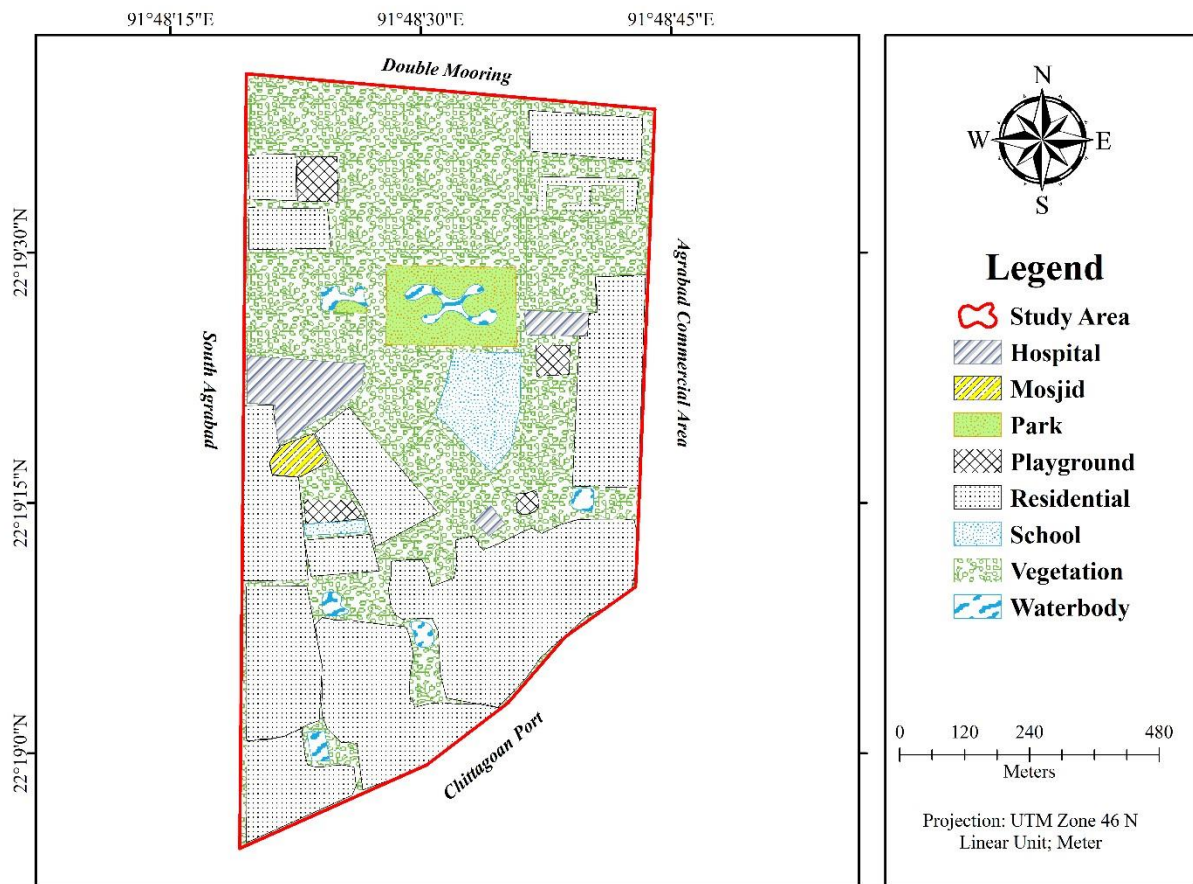 91°48'15"E 91°48'30"E 91°48'45"E
Double Mooring
22°19'30"N
22°19'15"N
22°19'0"N
South Agrabad
Agrabad Commercial Area
Chittagoan Port
N
W E
S
Legend
Study Area
Hospital
Mosjid
Park
Playground
Residential
School
Vegetation
Waterbody
0 120 240 480
Meters
Projection: UTM Zone 46 N
Linear Unit; Meter